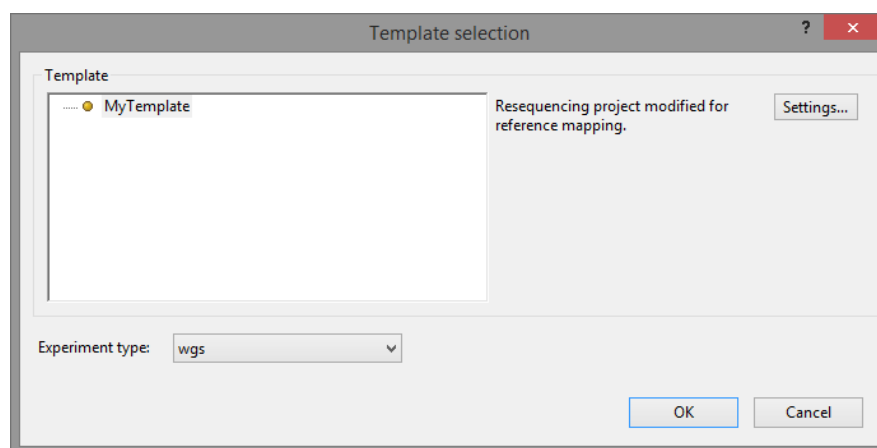 Template selection
?
Template
MyTemplate
Resequencing project modified for
reference mapping.
Settings...
Experiment type:
wgs
OK
Cancel